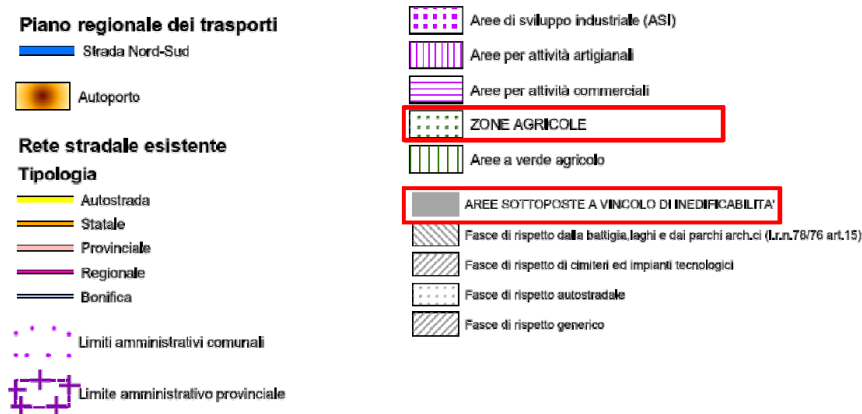 Piano regionale dei trasporti
Strada Nord-Sud
Autoporto
Rete stradale esistente
Tipologia
Autostrada
Statale
Provinciale
Regionale
Bonifica
Limiti amministrativi comunali
Limite amministrativo provinciale
Aree di sviluppo industriale (ASI)
Aree per attività artigianali
Aree per attività commerciali
ZONE AGRICOLE
Aree a verde agricolo
AREE SOTTOPOSTE A VINCOLO DI INEDIFICABILITA'
Fasce di rispetto dalla battigia,laghi e dai parchi arch.ci (l.r.n.78/76 art.15)
Fasce di rispetto di cimiteri ed impianti tecnologici
Fasce di rispetto autostradale
Fasce di rispetto generico